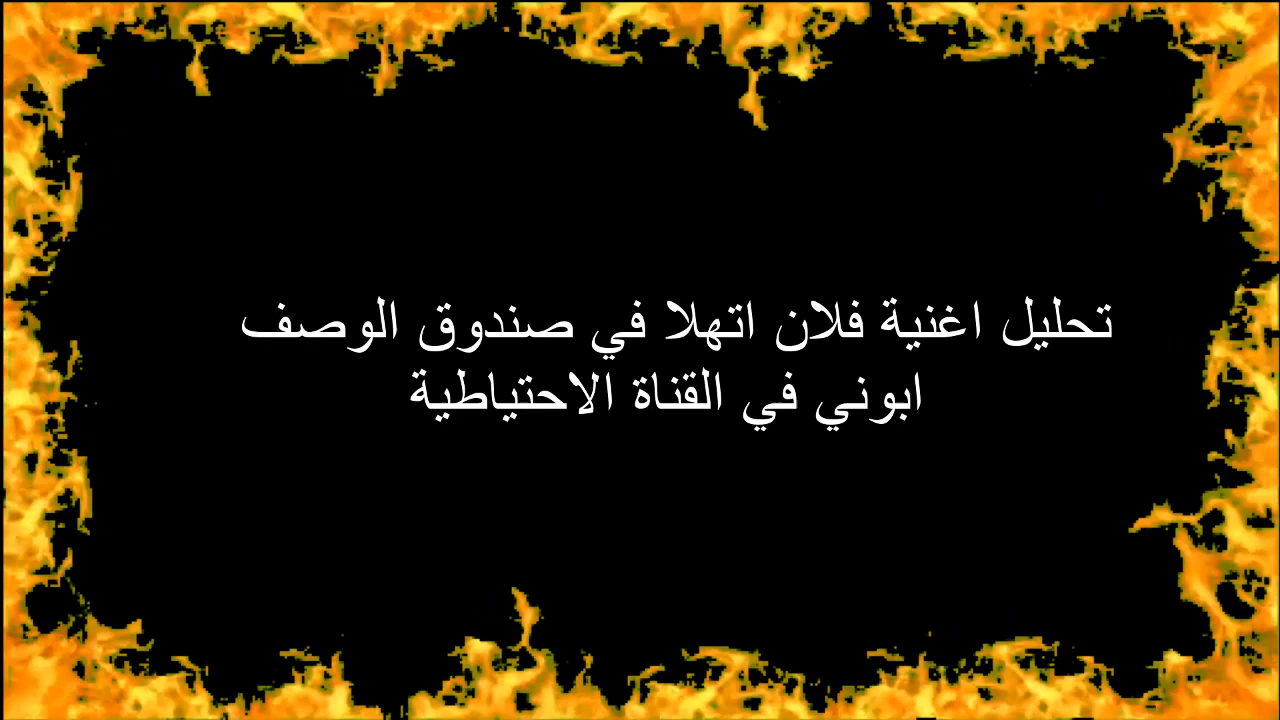 تحليل اغنية فلان اتهلا في صندوق الوصف
ابوني في القناة الاحتياطية